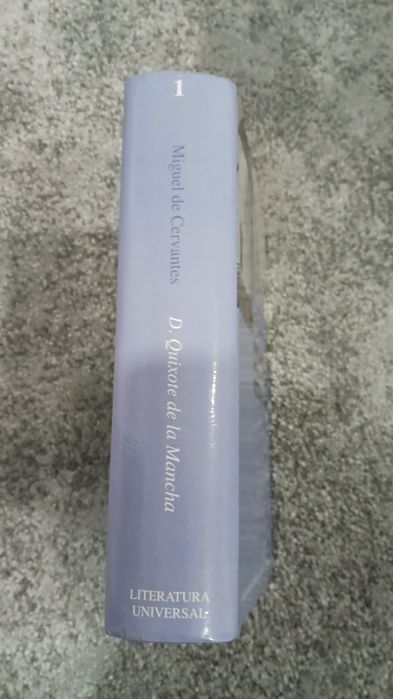 1
Miguel de Cervantes
D. Quixote de la Mancha
LITERATURA
UNIVERSAL